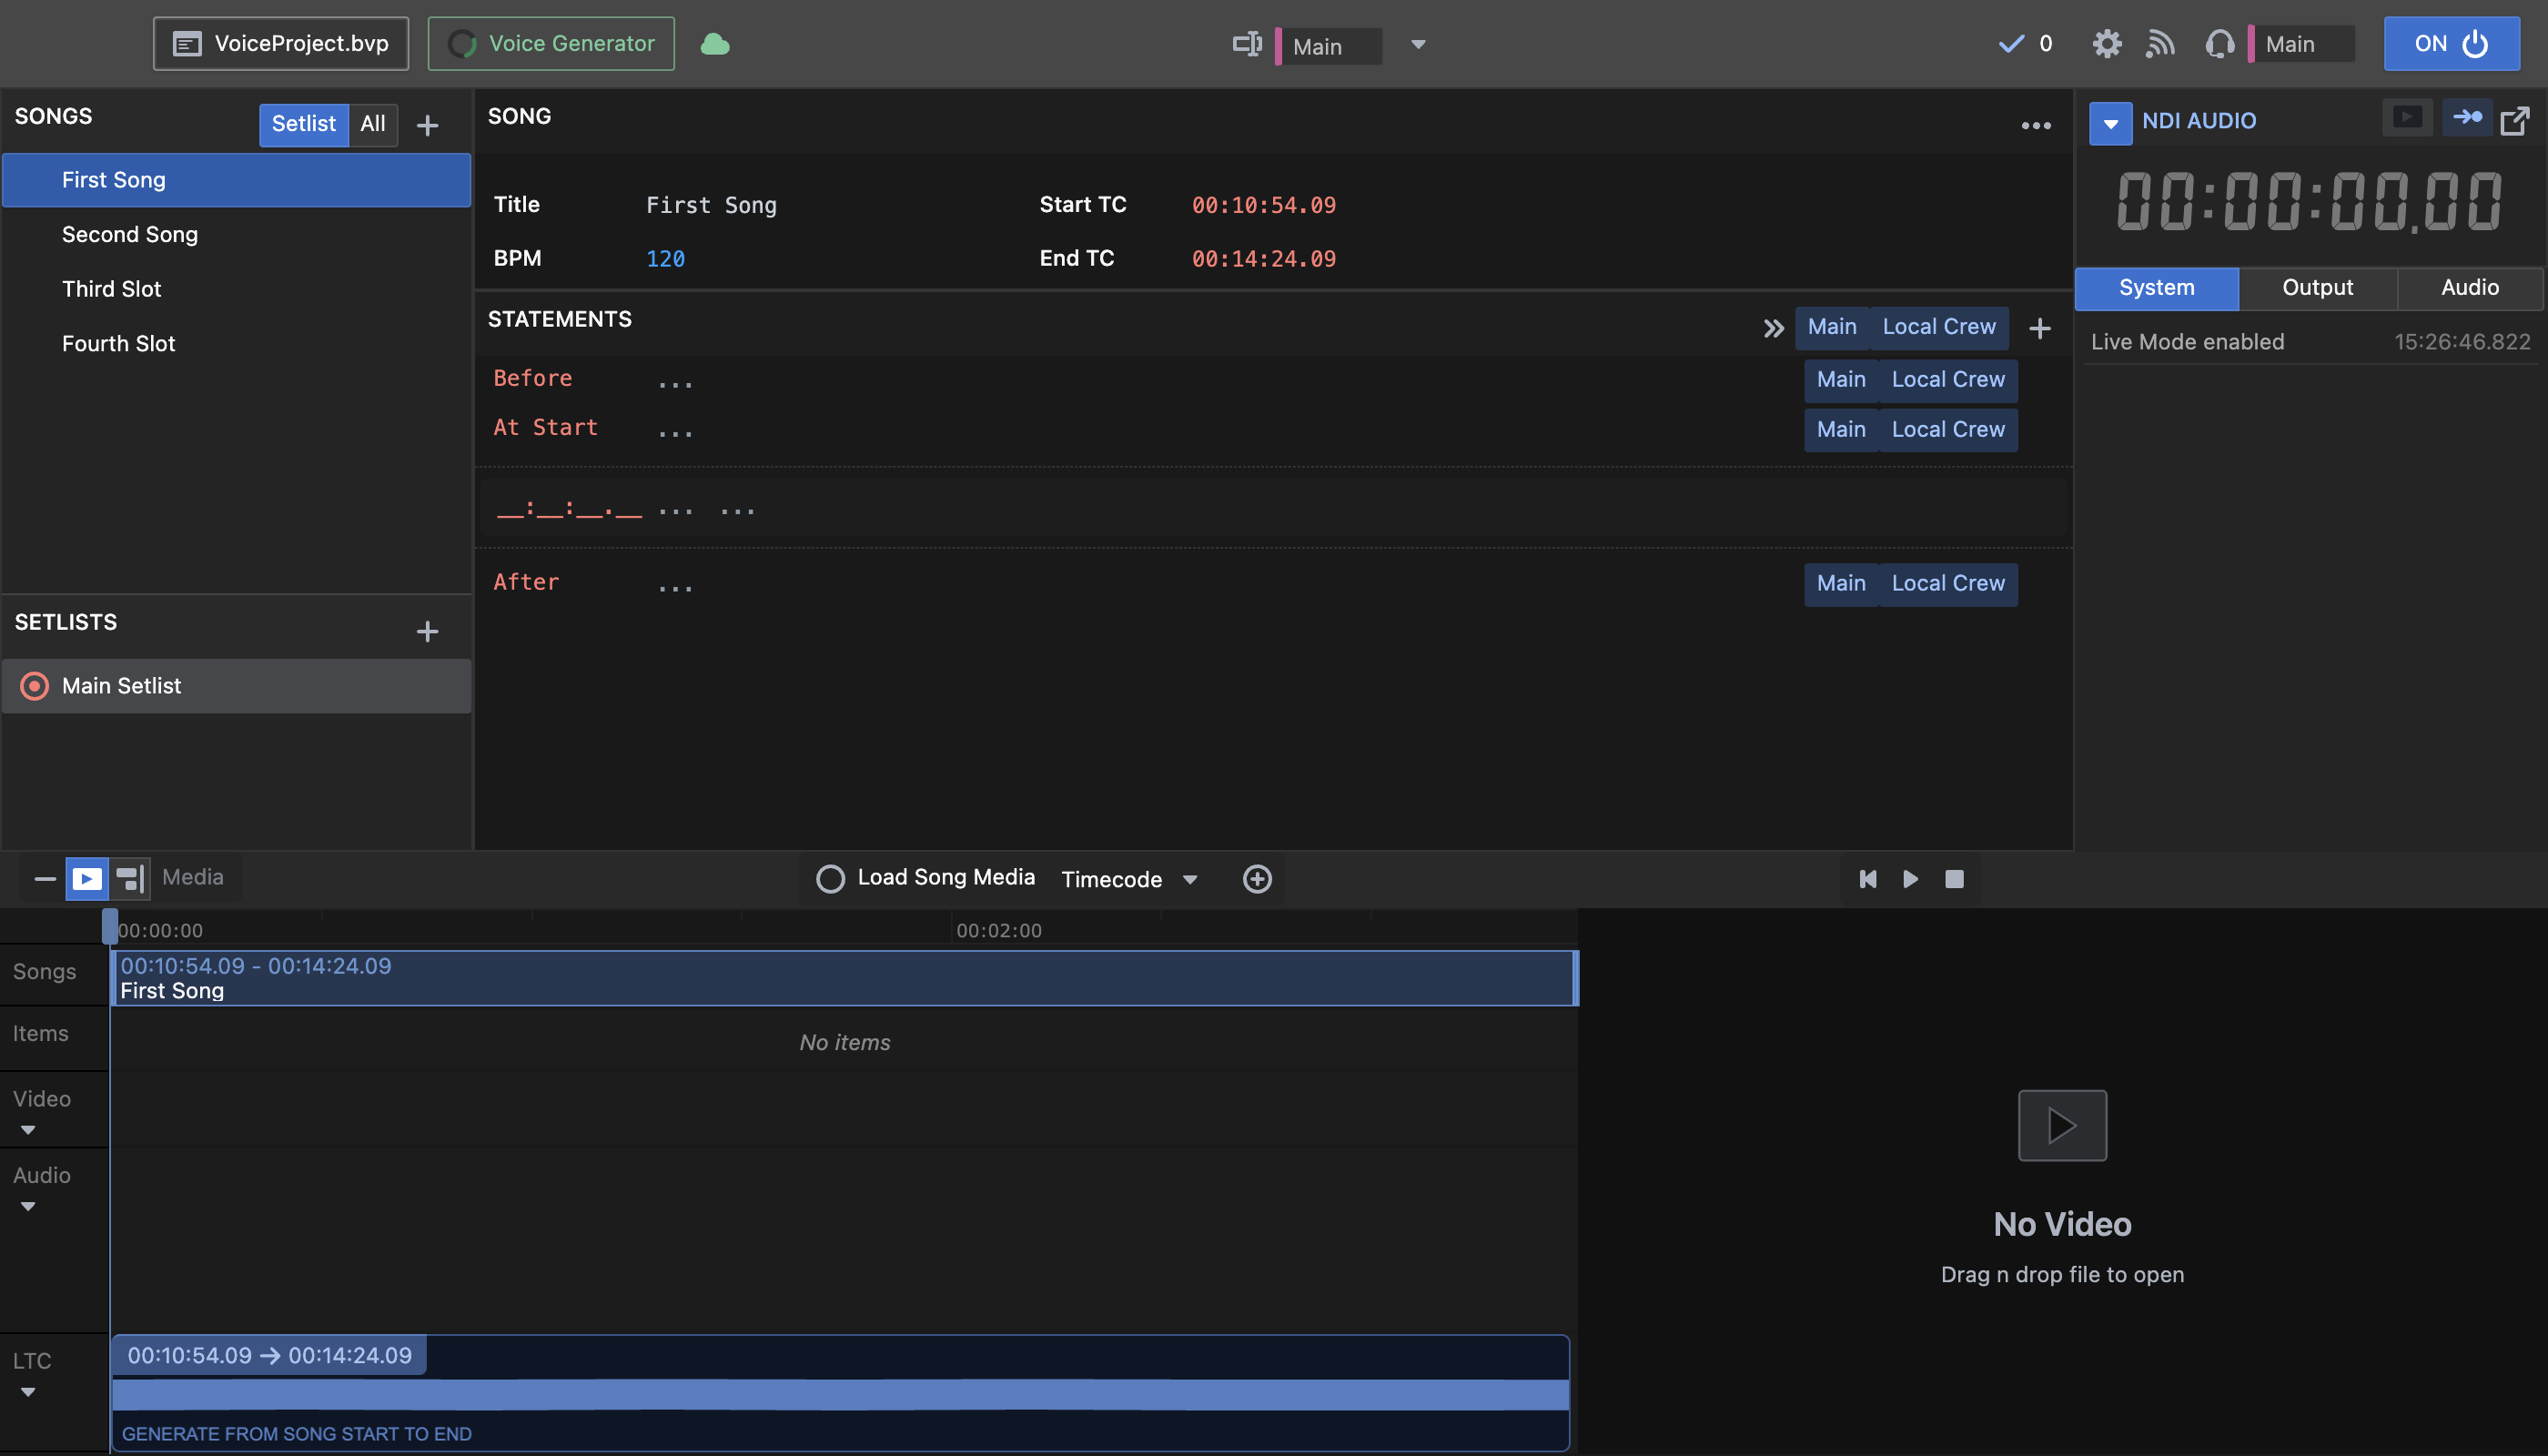 VoiceProject.bvp
Voice Generator
Main
0
Main
ON
SONGS
Setlist
All
First Song
Second Song
Third Slot
Fourth Slot
SETLISTS
Main Setlist
SONG
Title
First Song
Start TC
00:10:54.09
BPM
120
End TC
00:14:24.09
STATEMENTS
Main
Local Crew
Before
...
Main
Local Crew
At Start
...
Main
Local Crew
__:__:__.__ ... ...
After
...
Main
Local Crew
NDI AUDIO
00:00:00.00
System
Output
Audio
Live Mode enabled
15:26:46.822
Media
Load Song Media
Timecode
00:00:00
00:02:00
Songs
00:10:54.09 - 00:14:24.09
First Song
Items
No items
Video
Audio
LTC
00:10:54.09 → 00:14:24.09
GENERATE FROM SONG START TO END
No Video
Drag n drop file to open